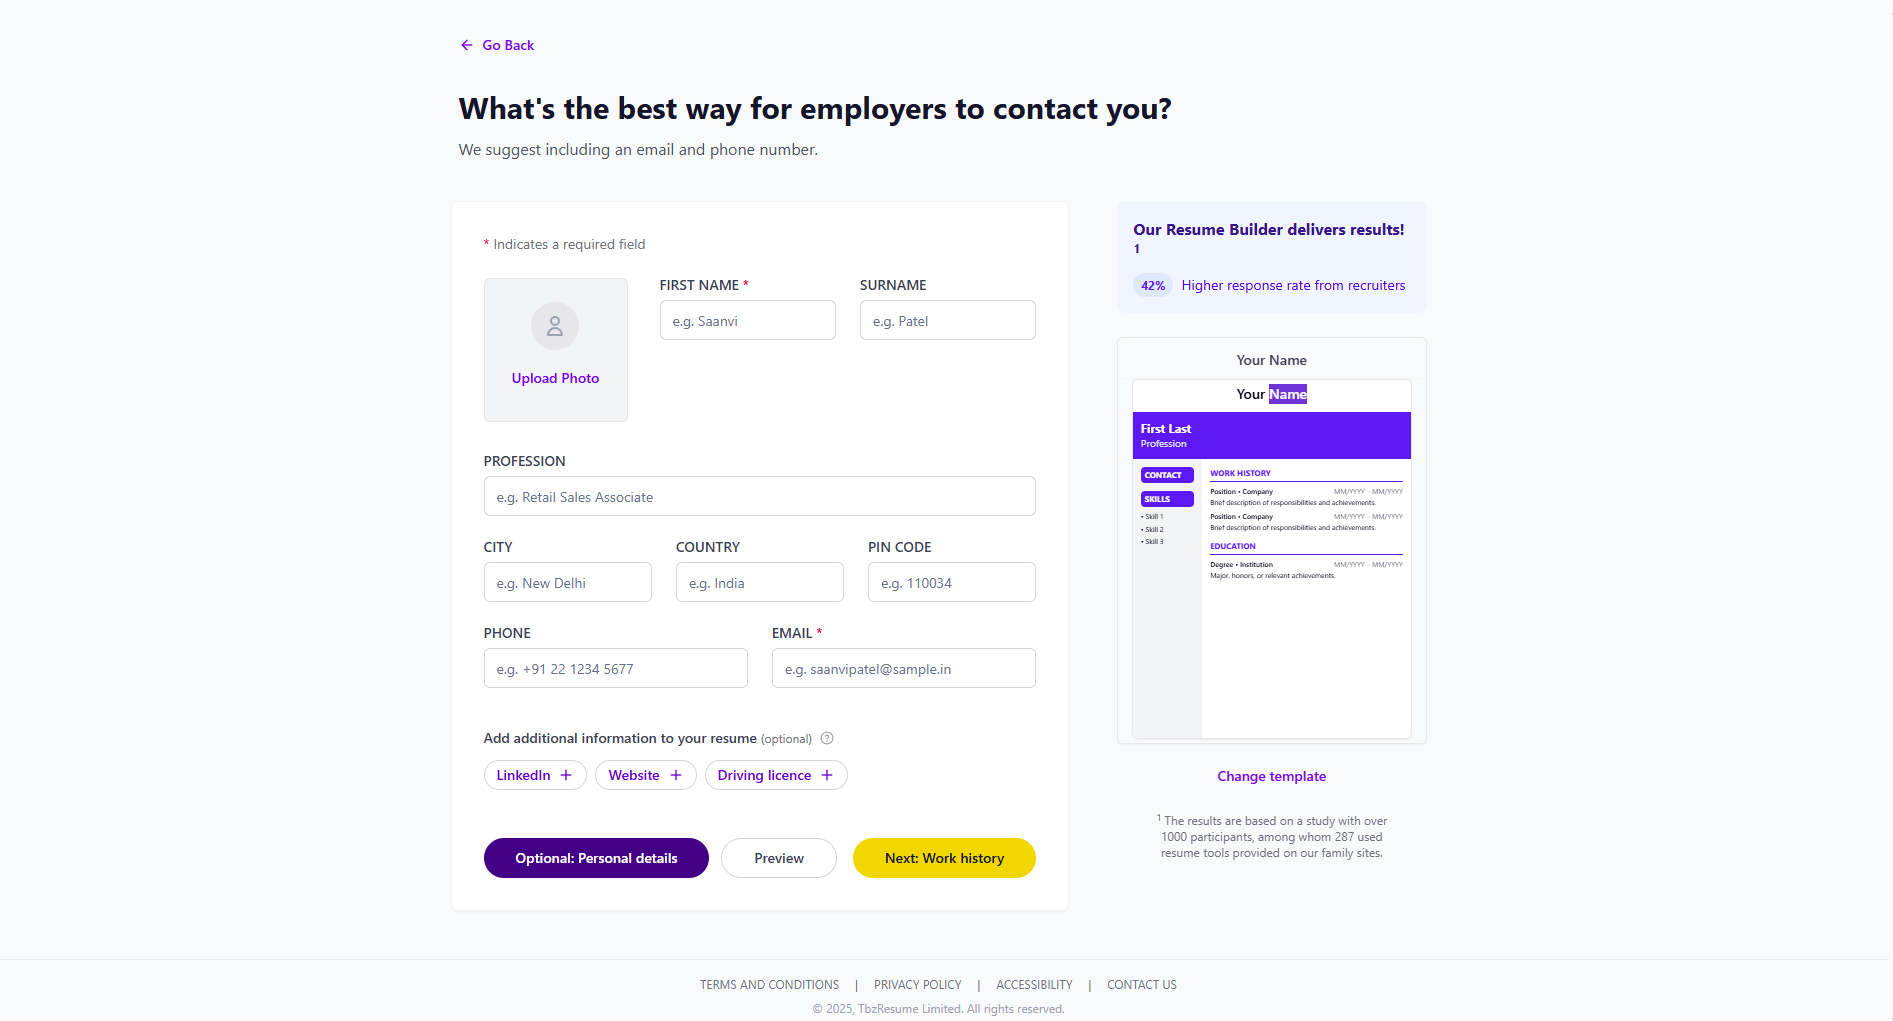 Go Back
What's the best way for employers to contact you?
We suggest including an email and phone number.
* Indicates a required field
Upload Photo
FIRST NAME *
e.g. Saanvi
SURNAME
e.g. Patel
PROFESSION
e.g. Retail Sales Associate
CITY
e.g. New Delhi
COUNTRY
e.g. India
PIN CODE
e.g. 110034
PHONE
e.g. +91 22 1234 5677
EMAIL *
e.g. saanvipatel@sample.in
Add additional information to your resume (optional) ?
LinkedIn +
Website +
Driving licence +
Optional: Personal details
Preview
Next: Work history
Our Resume Builder delivers results!
1
42% Higher response rate from recruiters
Your Name
Your Name
First Last
Profession
CONTACT
SKILLS
• Skill 1
• Skill 2
• Skill 3
WORK HISTORY
Position • Company MM/YYYY - MM/YYYY
Brief description of responsibilities and achievements.
Position • Company MM/YYYY - MM/YYYY
Brief description of responsibilities and achievements.
EDUCATION
Degree • Institution MM/YYYY - MM/YYYY
Major, honors, or relevant achievements.
Change template
1 The results are based on a study with over
1000 participants, among whom 287 used
resume tools provided on our family sites.
TERMS AND CONDITIONS | PRIVACY POLICY | ACCESSIBILITY | CONTACT US
© 2025, TbzResume Limited. All rights reserved.